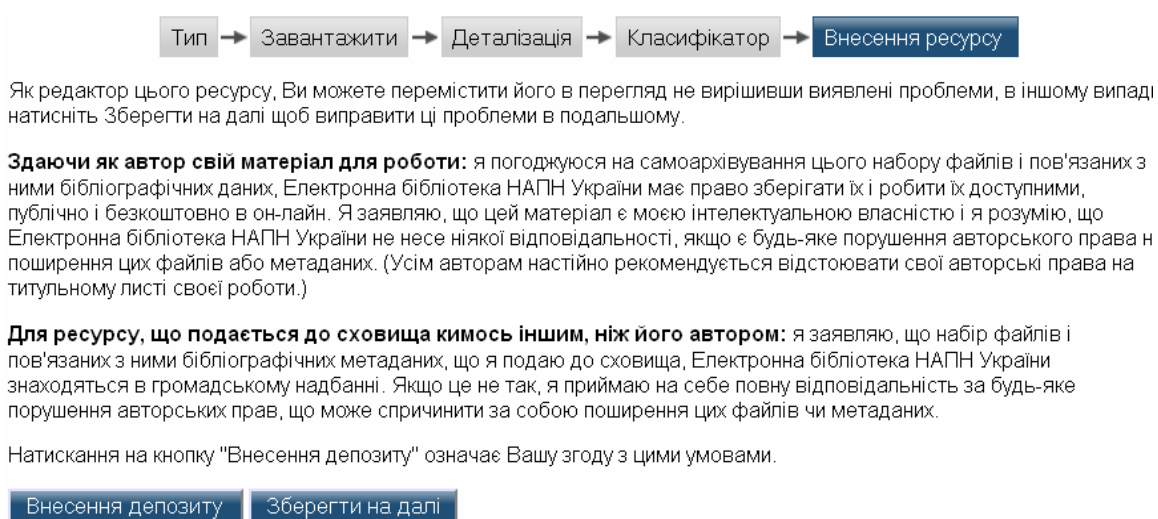 Тип → Завантажити → Деталізація → Класифікатор → Внесення ресурсу
Як редактор цього ресурсу, Ви можете перемістити його в перегляд не вирішивши виявлені проблеми, в іншому випад
натисніть Зберегти на далі щоб виправити ці проблеми в подальшому.
Здаючи як автор свій матеріал для роботи: я погоджуюся на самоархівування цього набору файлів і пов'язаних з
ними бібліографічних даних, Електронна бібліотека НАПН України має право зберігати їх і робити їх доступними,
публічно і безкоштовно в он-лайн. Я заявляю, що цей матеріал є моєю інтелектуальною власністю і я розумію, що
Електронна бібліотека НАПН України не несе ніякої відповідальності, якщо є будь-яке порушення авторського права н
поширення цих файлів або метаданих. (Усім авторам настійно рекомендується відстоювати свої авторські права на
титульному листі своєї роботи.)
Для ресурсу, що подається до сховища кимось іншим, ніж його автором: я заявляю, що набір файлів і
пов'язаних з ними бібліографічних метаданих, що я подаю до сховища, Електронна бібліотека НАПН України
знаходяться в громадському надбанні. Якщо це не так, я приймаю на себе повну відповідальність за будь-яке
порушення авторських прав, що може спричинити за собою поширення цих файлів чи метаданих.
Натискання на кнопку "Внесення депозиту" означає Вашу згоду з цими умовами.
Внесення депозиту Зберегти на далі